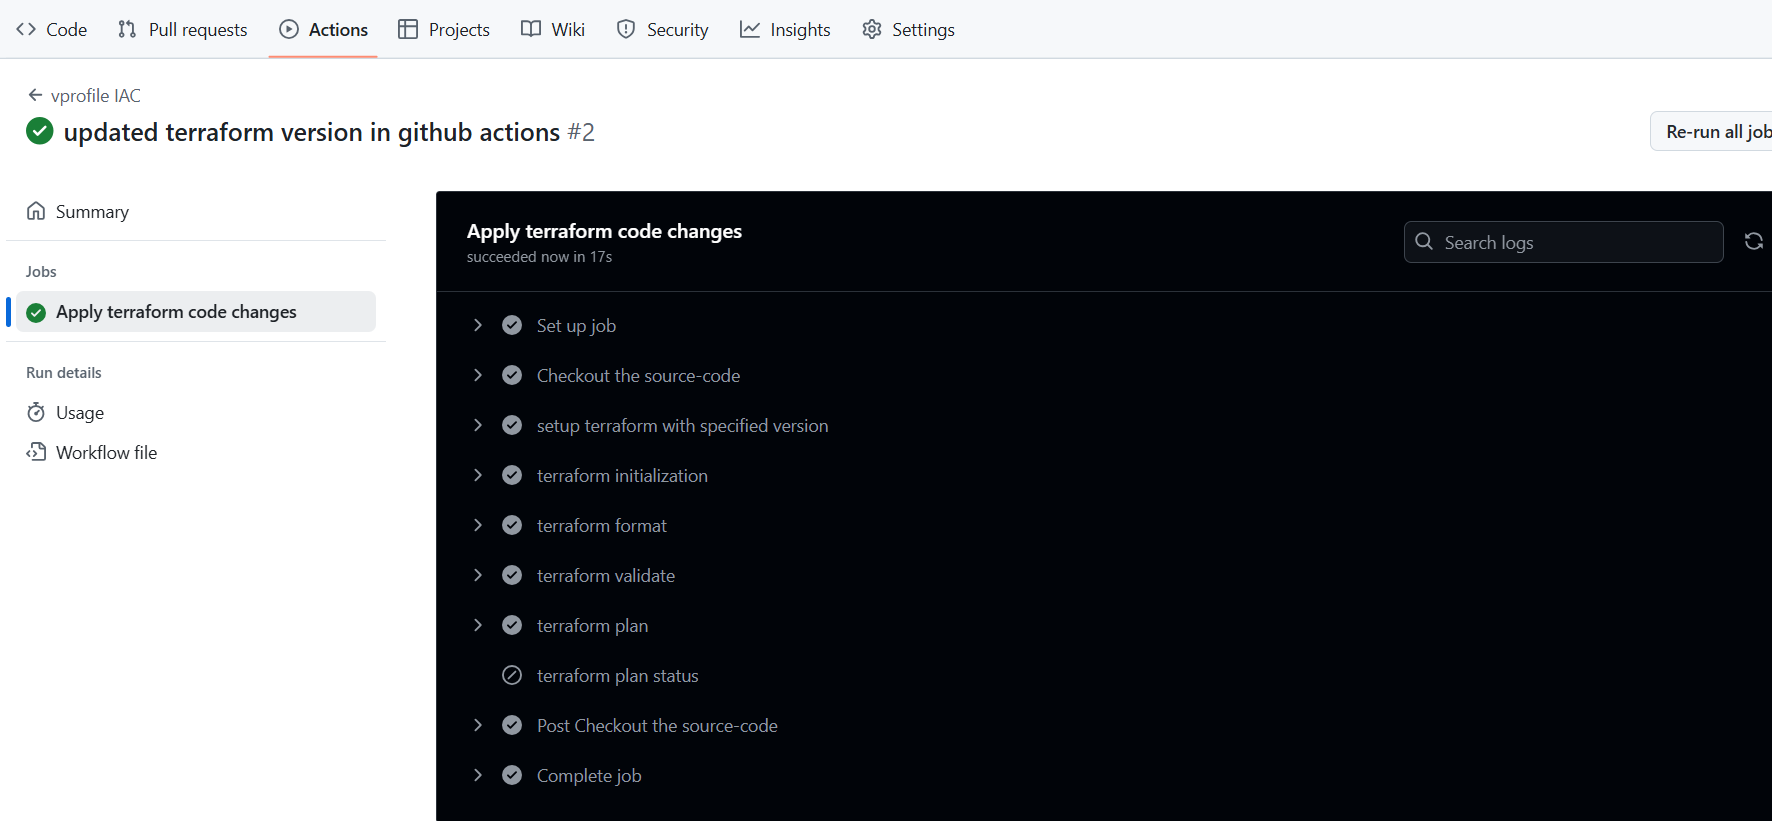 Code Pull requests Actions Projects Wiki Security Insights Settings
vprofile IAC
updated terraform version in github actions #2
Re-run all job
Summary
Jobs
Apply terraform code changes
Run details
Usage
Workflow file
Apply terraform code changes
succeeded now in 17s
Search logs
Set up job
Checkout the source-code
setup terraform with specified version
terraform initialization
terraform format
terraform validate
terraform plan
terraform plan status
Post Checkout the source-code
Complete job